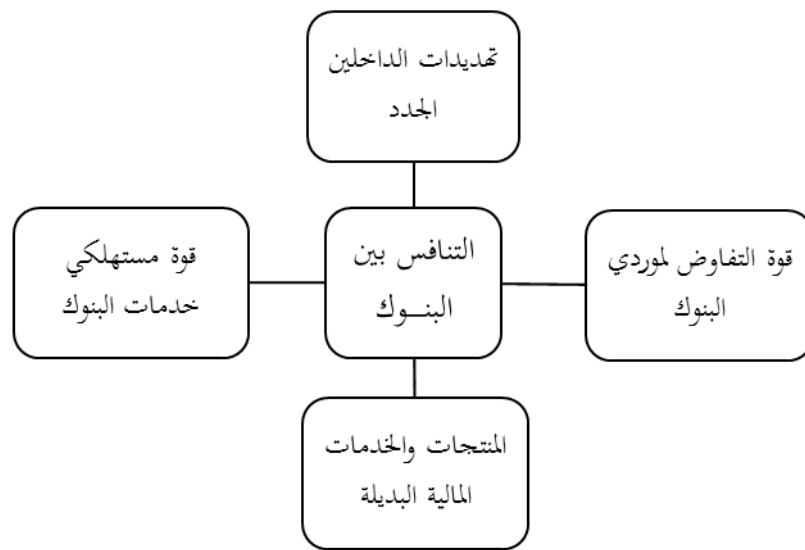 تهديدات الداخلين
الجدد
قوة التفاوض لموردي
البنوك
التنافس بين
البنـــوك
قوة مستهلكي
خدمات البنوك
المنتجات والخدمات
المالية البديلة